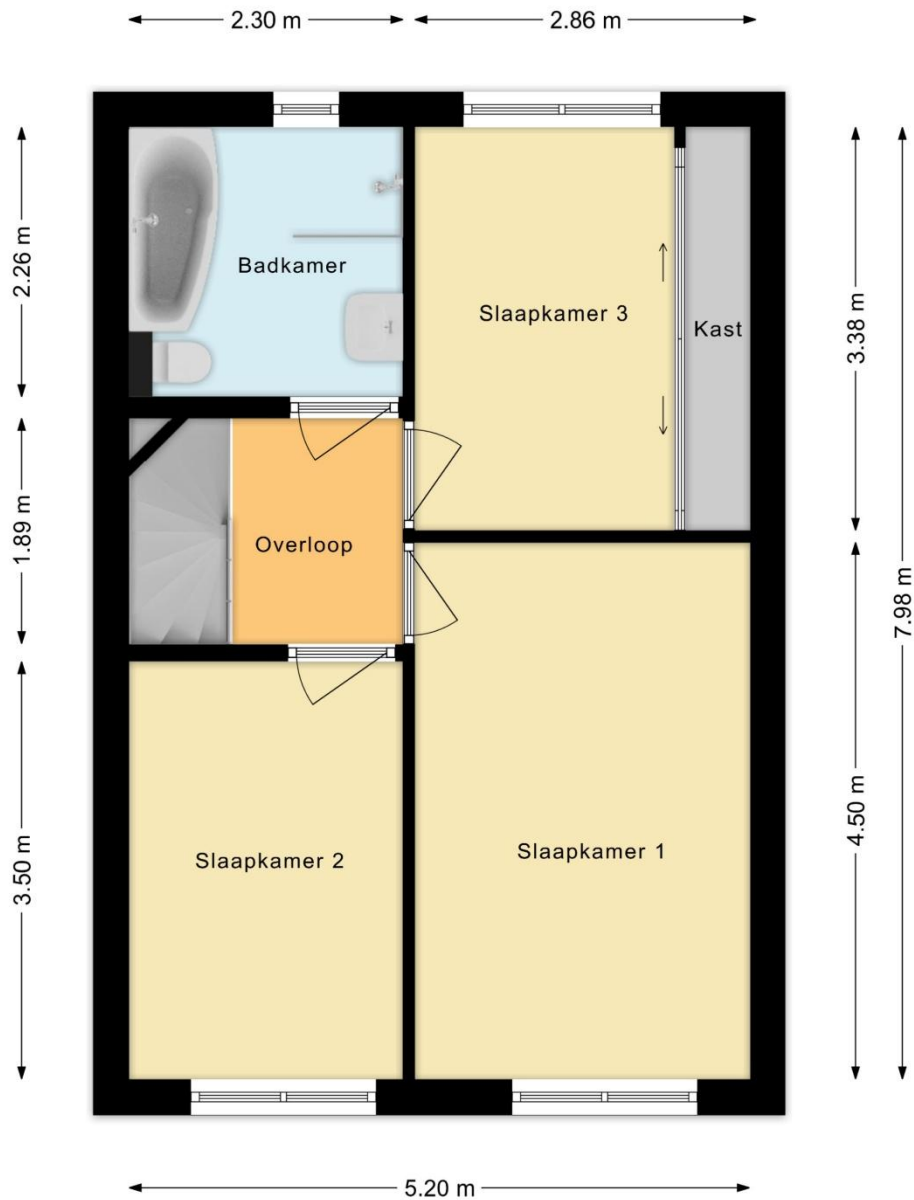 2.30 m
2.86 m
2.26 m
Badkamer
Slaapkamer 3
Kast
3.38 m
1.89 m
Overloop
7.98 m
3.50 m
Slaapkamer 2
Slaapkamer 1
4.50 m
5.20 m